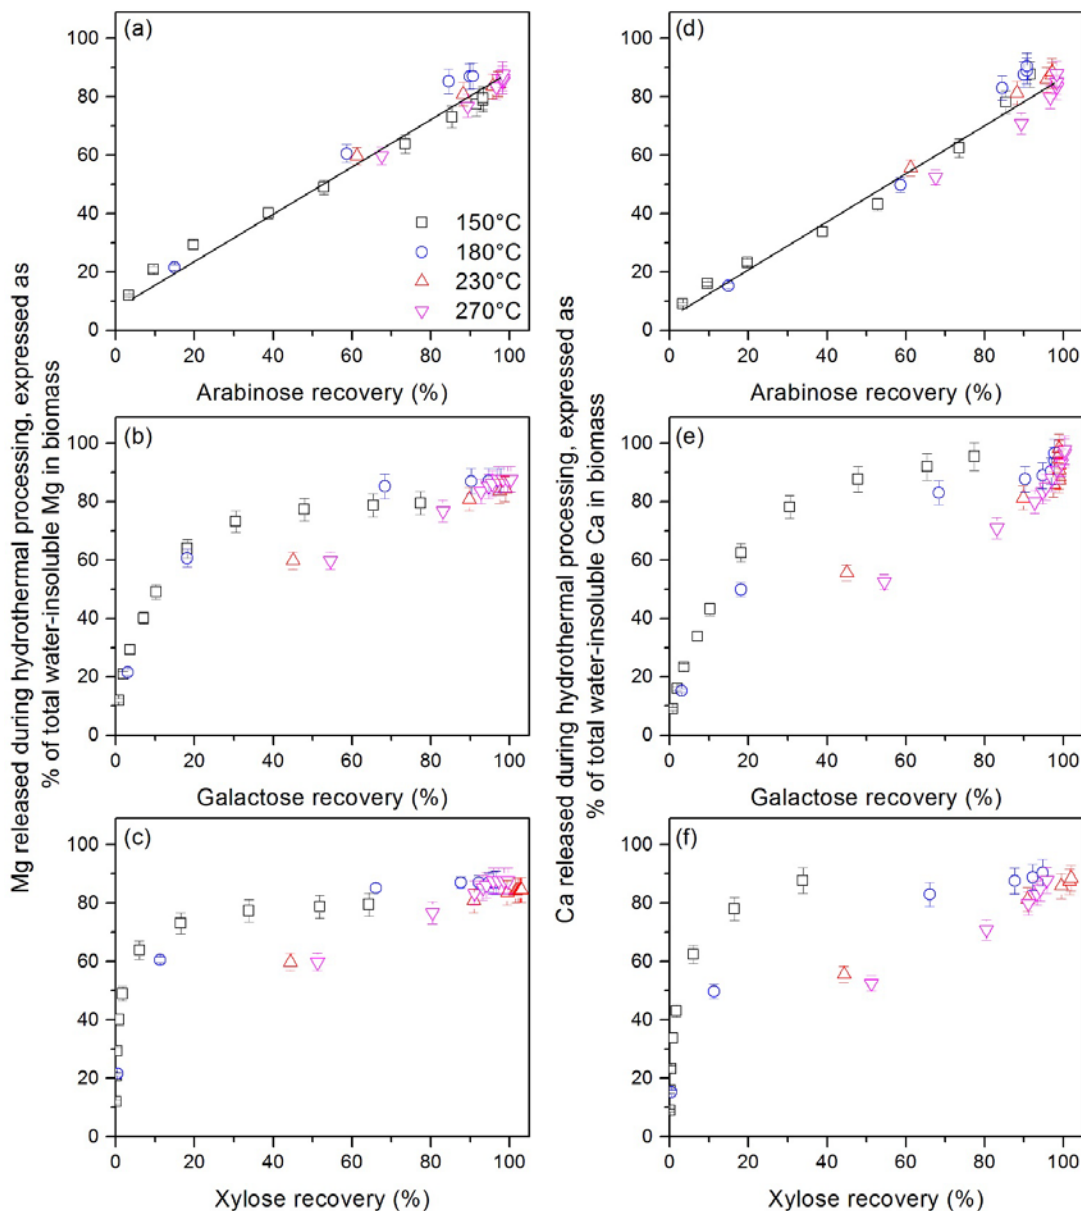 Mg released during hydrothermal processing, expressed as
% of total water-insoluble Mg in biomass
(a)
100
80
60
40
20
0
150°C
180°C
230°C
270°C
0 20 40 60 80 100
Arabinose recovery (%)
(b)
100
80
60
40
20
0
0 20 40 60 80 100
Galactose recovery (%)
(c)
100
80
60
40
20
0
0 20 40 60 80 100
Xylose recovery (%)
Ca released during hydrothermal processing, expressed as
% of total water-insoluble Ca in biomass
(d)
100
80
60
40
20
0
0 20 40 60 80 100
Arabinose recovery (%)
(e)
100
80
60
40
20
0
0 20 40 60 80 100
Galactose recovery (%)
(f)
100
80
60
40
20
0
0 20 40 60 80 100
Xylose recovery (%)